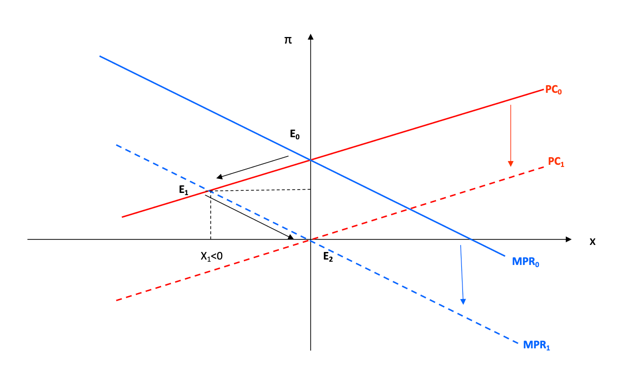 π
PC₀
E₀
PC₁
E₁
x
X₁<0
E₂
MPR₀
MPR₁